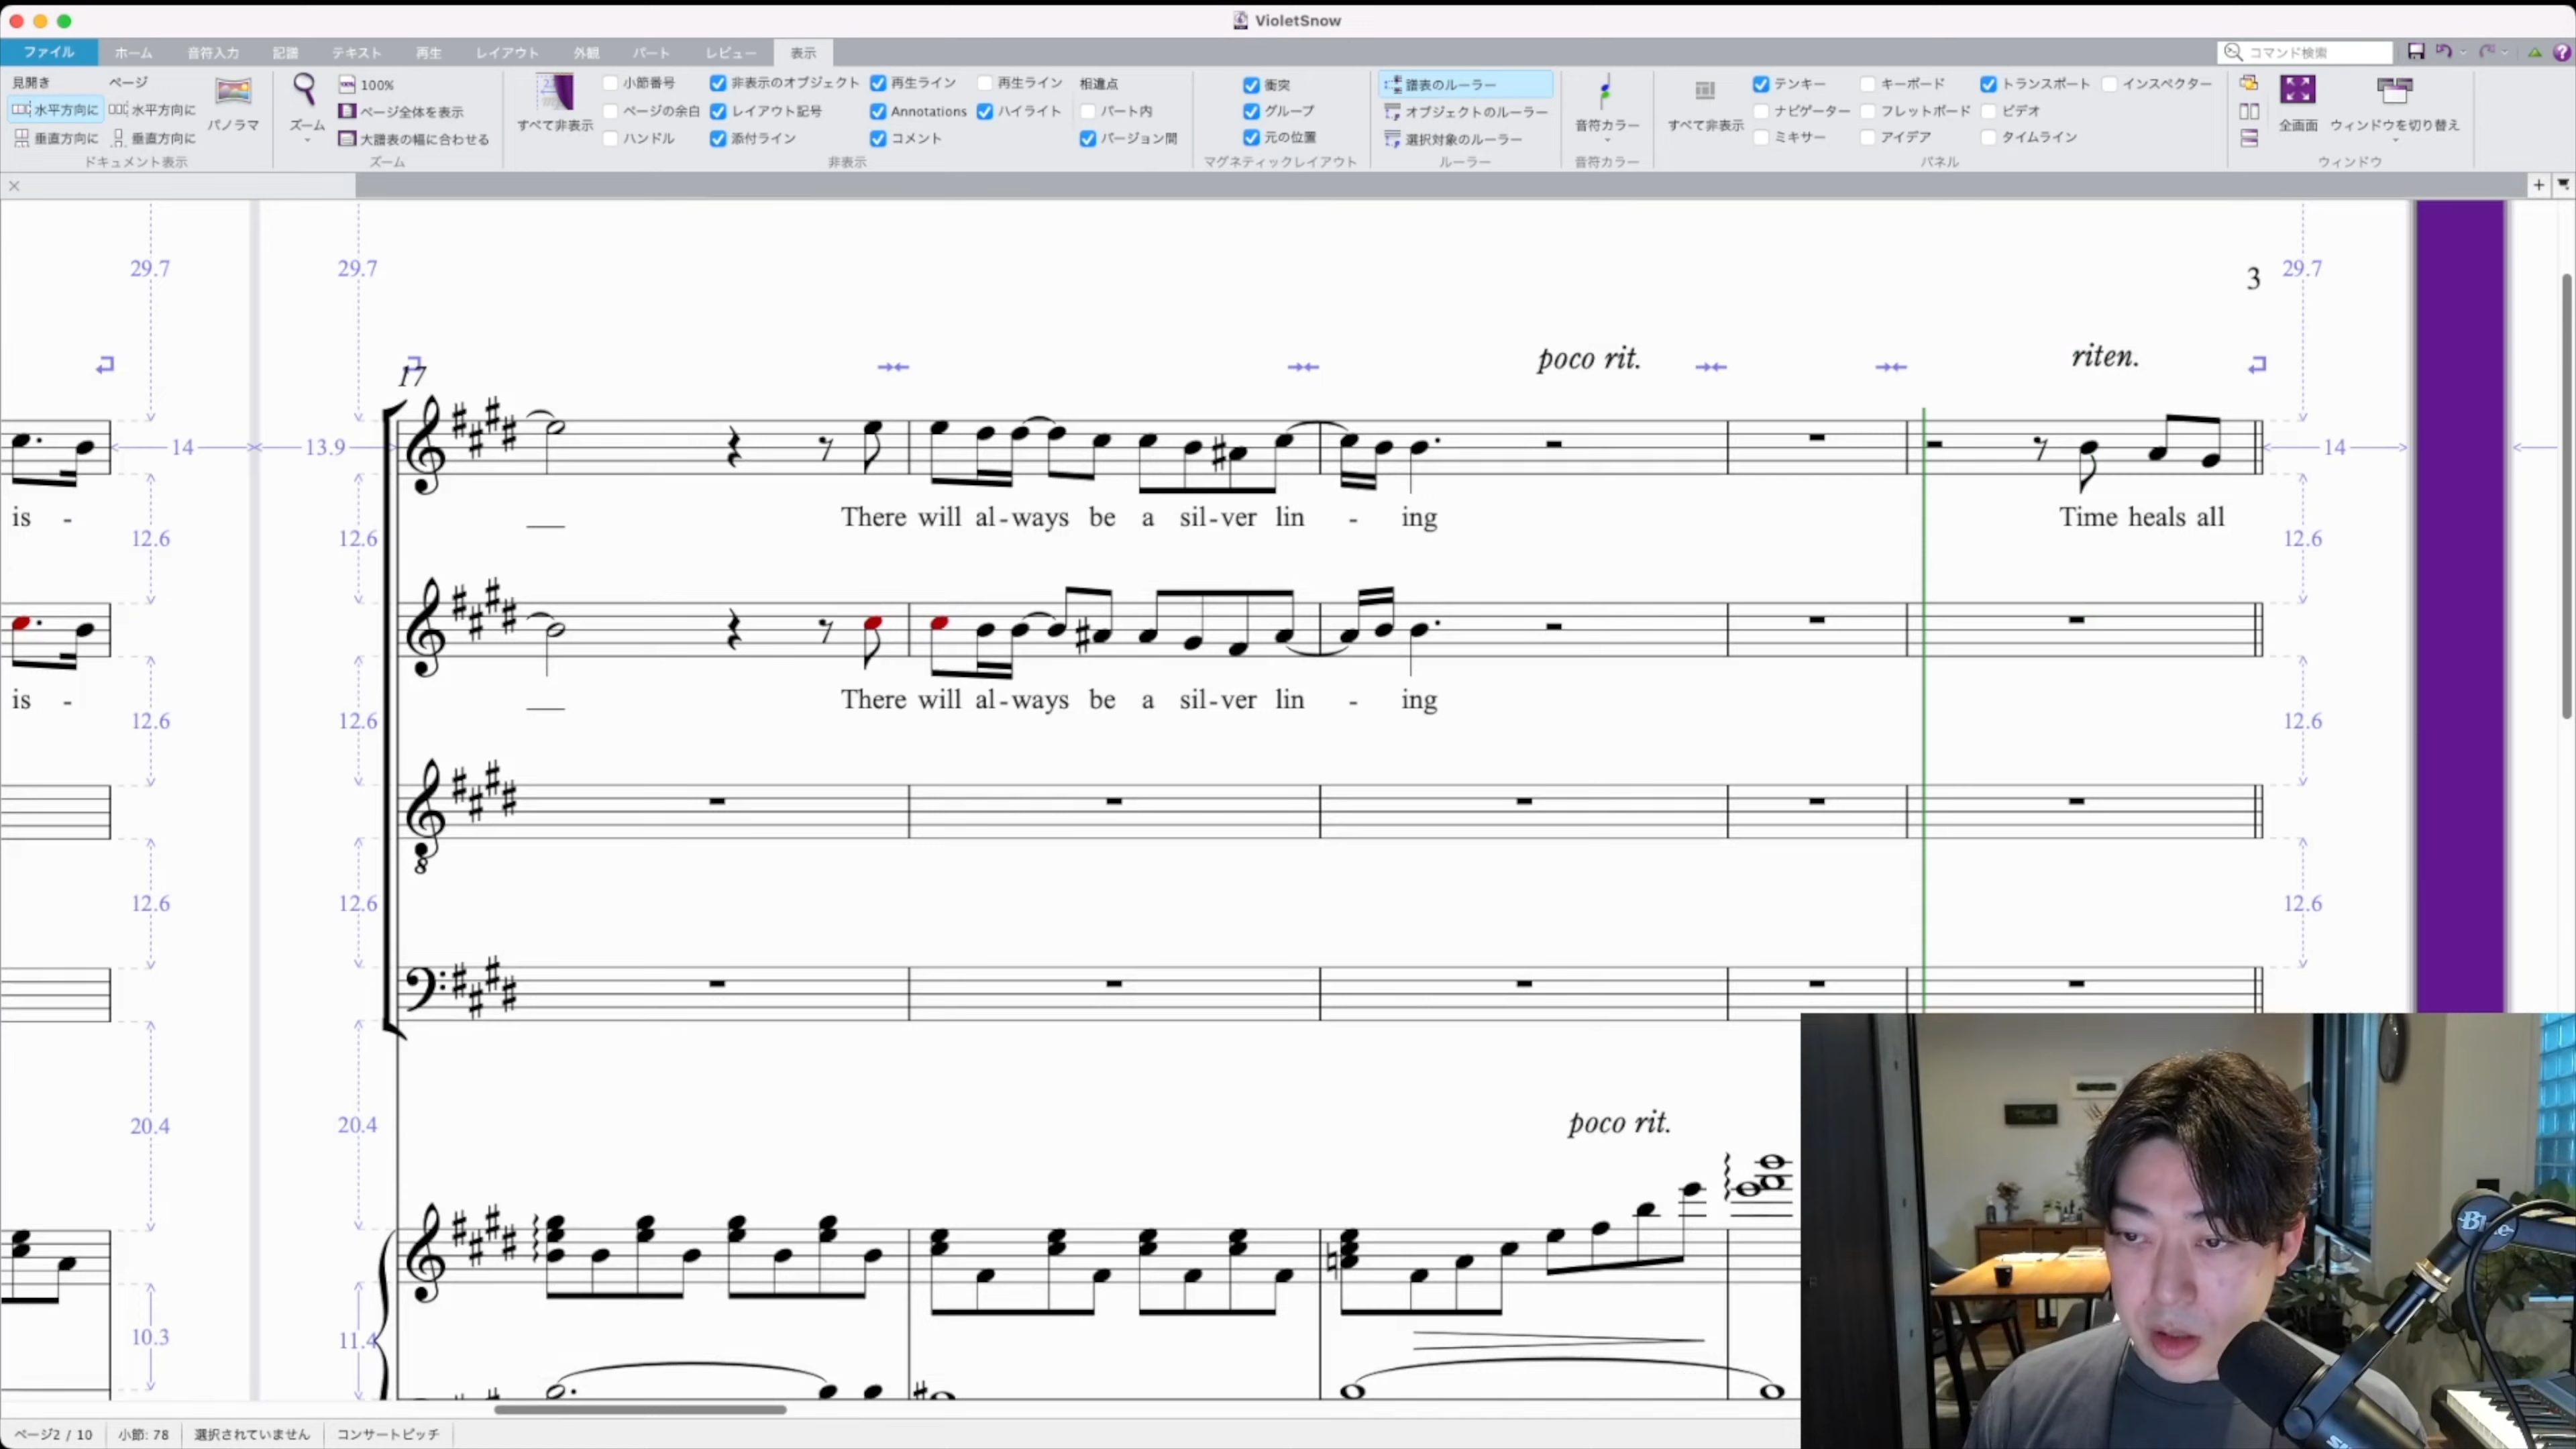 VioletSnow
ファイル ホーム 音符入力 記譜 テキスト 再生 レイアウト 外観 パート レビュー 表示 コマンド検索
見開き ページ
水平方向に 水平方向に
垂直方向に 垂直方向に
パノラマ
ドキュメント表示
ズーム
100%
ページ全体を表示
大譜表の幅に合わせる
ズーム
すべて非表示
小節番号 非表示のオブジェクト 再生ライン 再生ライン 相違点
ページの余白 レイアウト記号 Annotations ハイライト パート内
ハンドル 添付ライン コメント バージョン間
非表示
衝突
グループ
元の位置
マグネティックレイアウト
譜表のルーラー
オブジェクトのルーラー
選択対象のルーラー
ルーラー
音符カラー
音符カラー
すべて非表示
テンキー キーボード トランスポート インスペクター
ナビゲーター フレットボード ビデオ
ミキサー アイデア タイムライン
パネル
全画面 ウィンドウを切り替え
ウィンドウ
29.7 29.7 3 29.7
17 poco rit. riten.
14 13.9 14
is - There will al-ways be a sil-ver lin - ing Time heals all
12.6 12.6 12.6
is - There will al-ways be a sil-ver lin - ing
12.6 12.6 12.6
8
12.6 12.6 12.6
20.4 20.4 poco rit.
10.3 11.4
ページ2 / 10 小節: 78 選択されていません コンサートピッチ
Blue